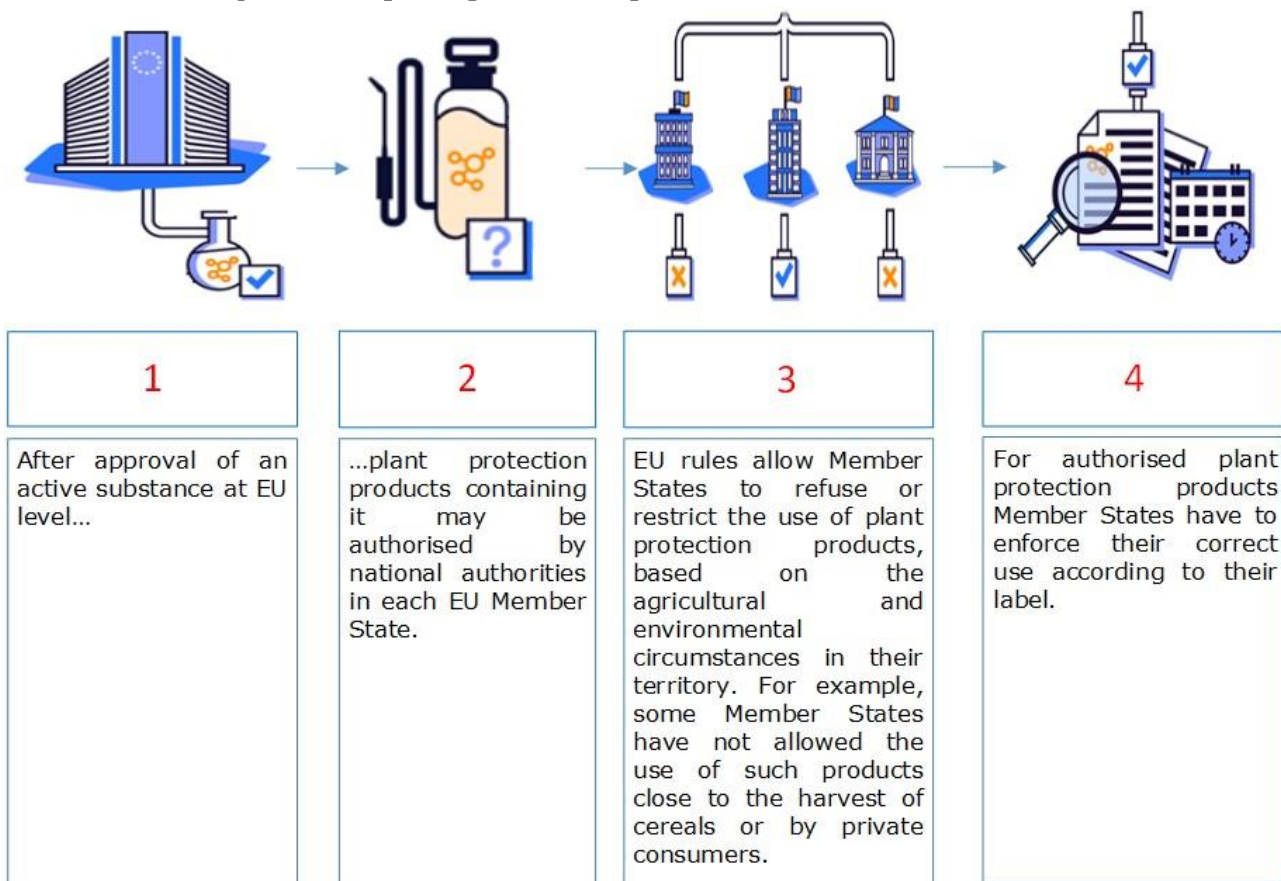 ?
1
2
3
4
After approval of an
active substance at EU
level…
…plant protection
products containing
it may be
authorised by
national authorities
in each EU Member
State.
EU rules allow Member
States to refuse or
restrict the use of plant
protection products,
based on the
agricultural and
environmental
circumstances in their
territory. For example,
some Member States
have not allowed the
use of such products
close to the harvest of
cereals or by private
consumers.
For authorised plant
protection products
Member States have to
enforce their correct
use according to their
label.